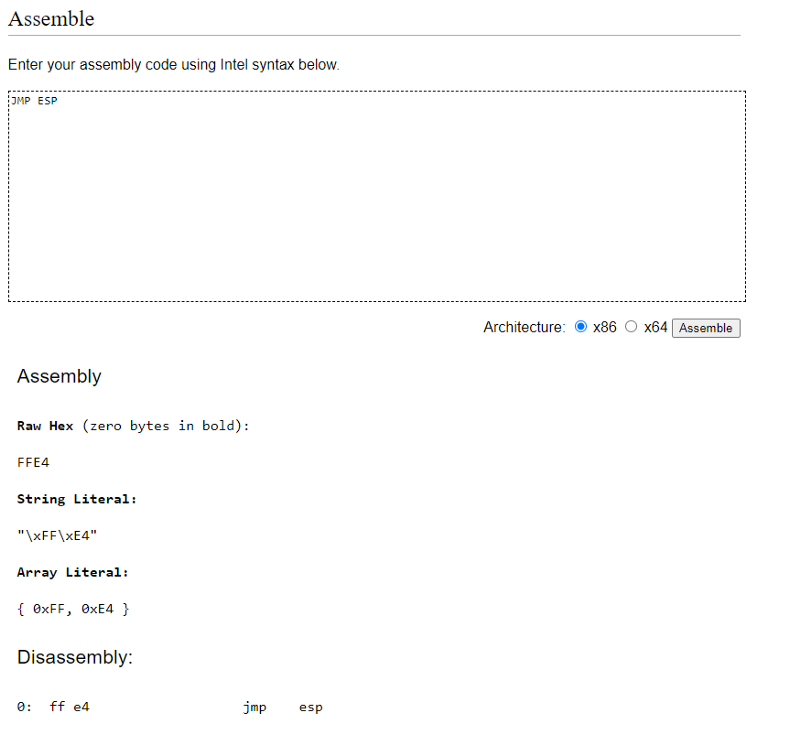 Assemble
Enter your assembly code using Intel syntax below.
JMP ESP
Architecture: x86 x64 Assemble
Assembly
Raw Hex (zero bytes in bold):
FFE4
String Literal:
"\xFF\xE4"
Array Literal:
{ 0xFF, 0xE4 }
Disassembly:
0: ff e4 jmp esp